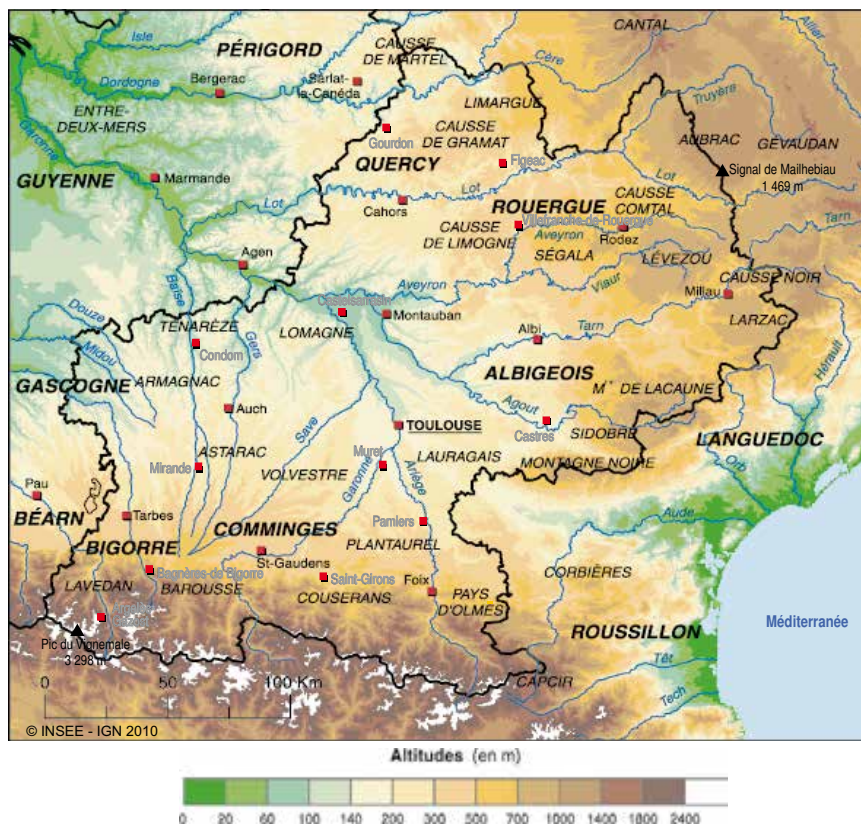 CANTAL
Allier
Isle
PÉRIGORD
CAUSSE
DE MARTEL
Cère
Dordogne
Bergerac
Sarlat-
la-Canéda
Truyère
LIMARGUE
ENTRE-
DEUX-MERS
Garonne
Gourdon
CAUSSE
DE GRAMAT
AUBRAC
GÉVAUDAN
QUERCY
Figeac
Signal de Mailhebiau
1 469 m
GUYENNE
Marmande
Lot
Lot
Lot
Cahors
ROUERGUE
CAUSSE
COMTAL
Villefranche-de-Rouergue
Tarn
CAUSSE
DE LIMOGNE
Aveyron
Rodez
Agen
SÉGALA
LÉVEZOU
Baïse
Aveyron
Viaur
CAUSSE NOIR
Millau
Douze
Castelsarrasin
Montauban
TÉNARÈZE
Gers
LOMAGNE
Albi
Tarn
LARZAC
Midou
Condom
Hérault
GASCOGNE
ARMAGNAC
ALBIGEOIS
Mᵗˢ DE LACAUNE
Auch
Save
Agout
TOULOUSE
Castres
SIDOBRE
LANGUEDOC
ASTARAC
Muret
LAURAGAIS
Mirande
VOLVESTRE
Garonne
Ariège
MONTAGNE NOIRE
Orb
Pau
BÉARN
Tarbes
COMMINGES
Pamiers
Aude
BIGORRE
St-Gaudens
PLANTAUREL
Bagnères-de-Bigorre
Saint-Girons
Foix
CORBIÈRES
LAVEDAN
BAROUSSE
COUSERANS
PAYS
D'OLMES
Méditerranée
ROUSSILLON
Pic du Vignemale
3 298 m
Têt
CAPCIR
Tech
0 50 100 Km
© INSEE - IGN 2010
Altitudes (en m)
0 20 60 100 140 200 300 500 700 1000 1400 1800 2400